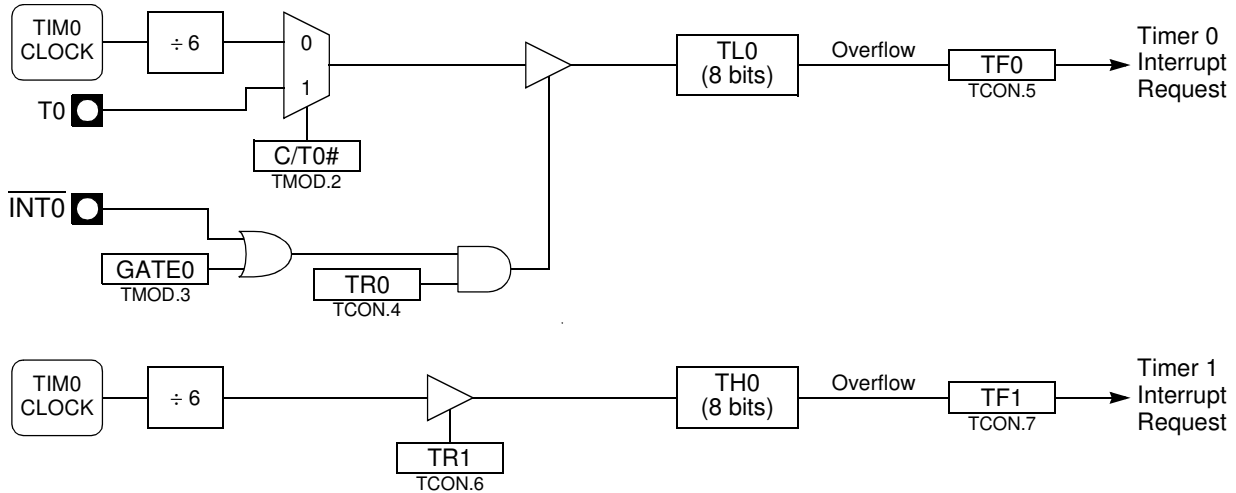 TIM0
CLOCK
÷ 6
0
1
T0
C/T0#
TMOD.2
TL0
(8 bits)
Overflow
TF0
TCON.5
Timer 0
Interrupt
Request
INT0
GATE0
TMOD.3
TR0
TCON.4
TIM0
CLOCK
÷ 6
TR1
TCON.6
TH0
(8 bits)
Overflow
TF1
TCON.7
Timer 1
Interrupt
Request